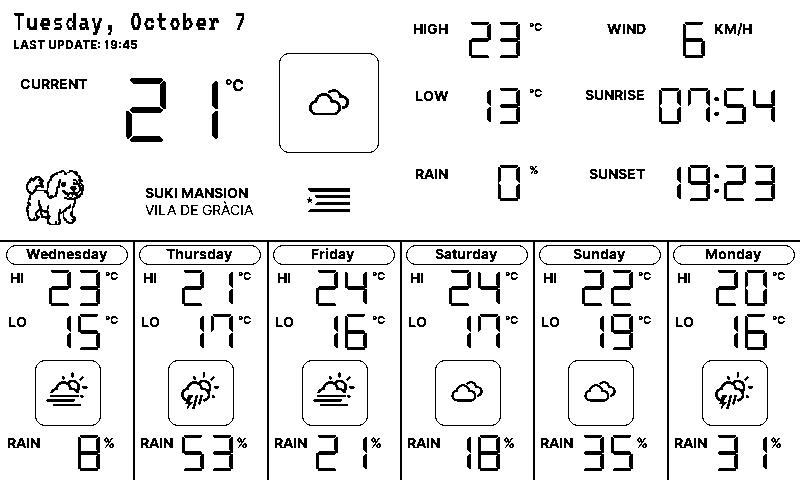 Tuesday, October 7
LAST UPDATE: 19:45
CURRENT 21 °C
HIGH 23 °C
LOW 13 °C
RAIN 0 %
WIND 6 KM/H
SUNRISE 07:54
SUNSET 19:23
SUKI MANSION
VILA DE GRÀCIA
Wednesday
HI 23 °C
LO 15 °C
RAIN 8 %
Thursday
HI 21 °C
LO 17 °C
RAIN 53 %
Friday
HI 24 °C
LO 16 °C
RAIN 21 %
Saturday
HI 24 °C
LO 17 °C
RAIN 18 %
Sunday
HI 22 °C
LO 19 °C
RAIN 35 %
Monday
HI 20 °C
LO 16 °C
RAIN 31 %